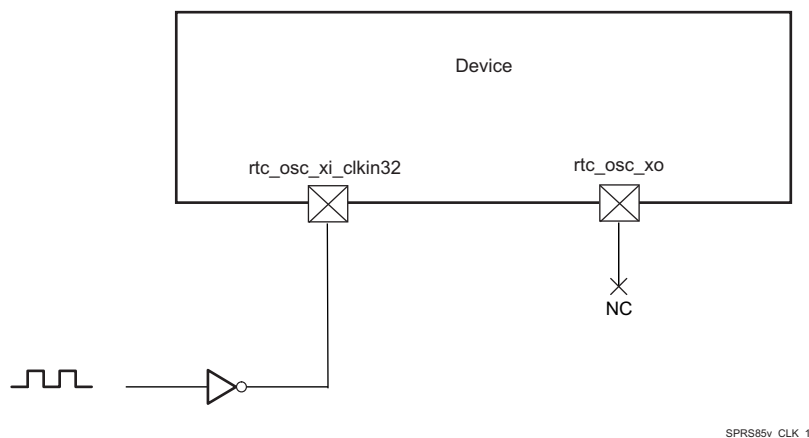 Device
rtc_osc_xi_clkin32
rtc_osc_xo
NC
SPRS85v_CLK_1